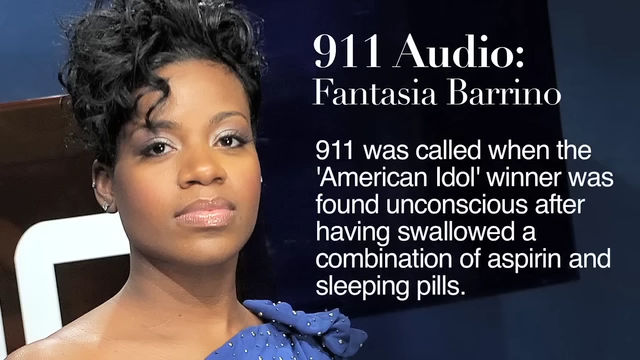 911 Audio:
Fantasia Barrino
911 was called when the
'American Idol' winner was
found unconscious after
having swallowed a
combination of aspirin and
sleeping pills.